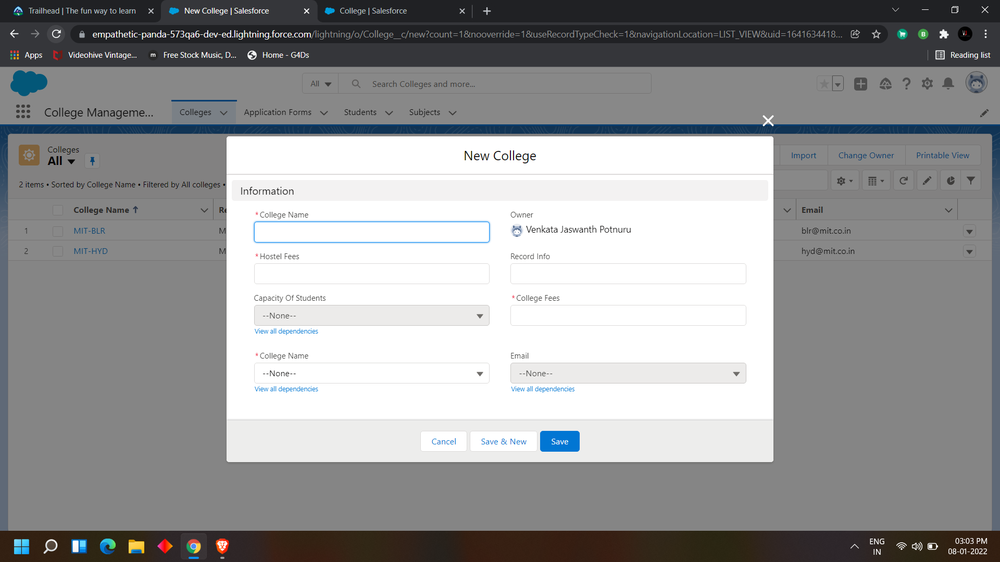 Trailhead | The fun way to learn
New College | Salesforce
College | Salesforce
empathetic-panda-573qa6-dev-ed.lightning.force.com/lightning/o/College__c/new?count=1&nooverride=1&useRecordTypeCheck=1&navigationLocation=LIST_VIEW&uid=1641634418...
Apps
Videohive Vintage...
m
Free Stock Music, D...
Home - G4Ds
Reading list
All
Search Colleges and more...
College Manageme...
Colleges
Application Forms
Students
Subjects
Colleges
All
Import
Change Owner
Printable View
2 items • Sorted by College Name • Filtered by All colleges •
College Name
Re
Email
1
MIT-BLR
M
blr@mit.co.in
2
MIT-HYD
M
hyd@mit.co.in
New College
Information
* College Name
Owner
Venkata Jaswanth Potnuru
* Hostel Fees
Record Info
Capacity Of Students
--None--
View all dependencies
* College Fees
* College Name
--None--
View all dependencies
Email
--None--
View all dependencies
Cancel
Save & New
Save
ENG
IN
03:03 PM
08-01-2022